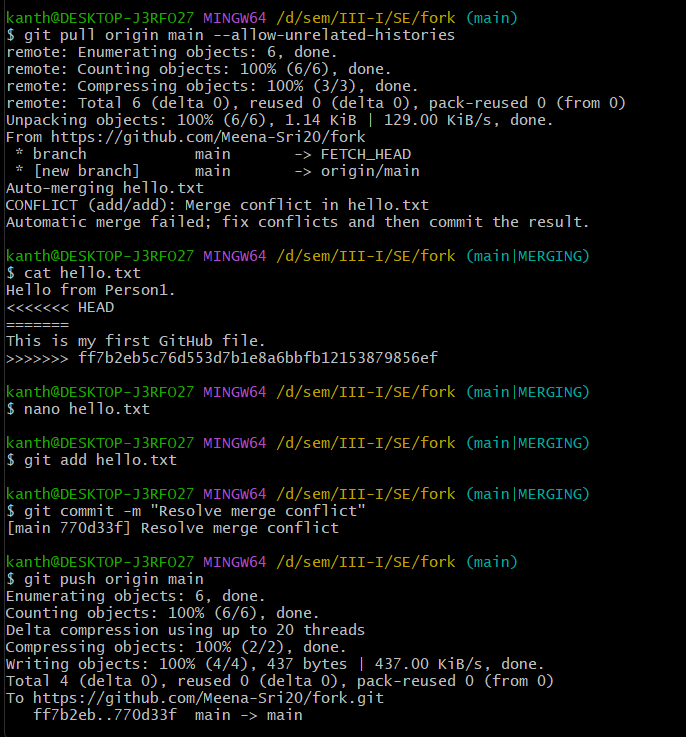 kanth@DESKTOP-J3RFO27 MINGW64 /d/sem/III-I/SE/fork (main)
$ git pull origin main --allow-unrelated-histories
remote: Enumerating objects: 6, done.
remote: Counting objects: 100% (6/6), done.
remote: Compressing objects: 100% (3/3), done.
remote: Total 6 (delta 0), reused 0 (delta 0), pack-reused 0 (from 0)
Unpacking objects: 100% (6/6), 1.14 KiB | 129.00 KiB/s, done.
From https://github.com/Meena-Sri20/fork
 * branch            main       -> FETCH_HEAD
 * [new branch]      main       -> origin/main
Auto-merging hello.txt
CONFLICT (add/add): Merge conflict in hello.txt
Automatic merge failed; fix conflicts and then commit the result.
kanth@DESKTOP-J3RFO27 MINGW64 /d/sem/III-I/SE/fork (main|MERGING)
$ cat hello.txt
Hello from Person1.
<<<<<<< HEAD
=======
This is my first GitHub file.
>>>>>>> ff7b2eb5c76d553d7b1e8a6bbfb12153879856ef
kanth@DESKTOP-J3RFO27 MINGW64 /d/sem/III-I/SE/fork (main|MERGING)
$ nano hello.txt
kanth@DESKTOP-J3RFO27 MINGW64 /d/sem/III-I/SE/fork (main|MERGING)
$ git add hello.txt
kanth@DESKTOP-J3RFO27 MINGW64 /d/sem/III-I/SE/fork (main|MERGING)
$ git commit -m "Resolve merge conflict"
[main 770d33f] Resolve merge conflict
kanth@DESKTOP-J3RFO27 MINGW64 /d/sem/III-I/SE/fork (main)
$ git push origin main
Enumerating objects: 6, done.
Counting objects: 100% (6/6), done.
Delta compression using up to 20 threads
Compressing objects: 100% (2/2), done.
Writing objects: 100% (4/4), 437 bytes | 437.00 KiB/s, done.
Total 4 (delta 0), reused 0 (delta 0), pack-reused 0 (from 0)
To https://github.com/Meena-Sri20/fork.git
   ff7b2eb..770d33f  main -> main